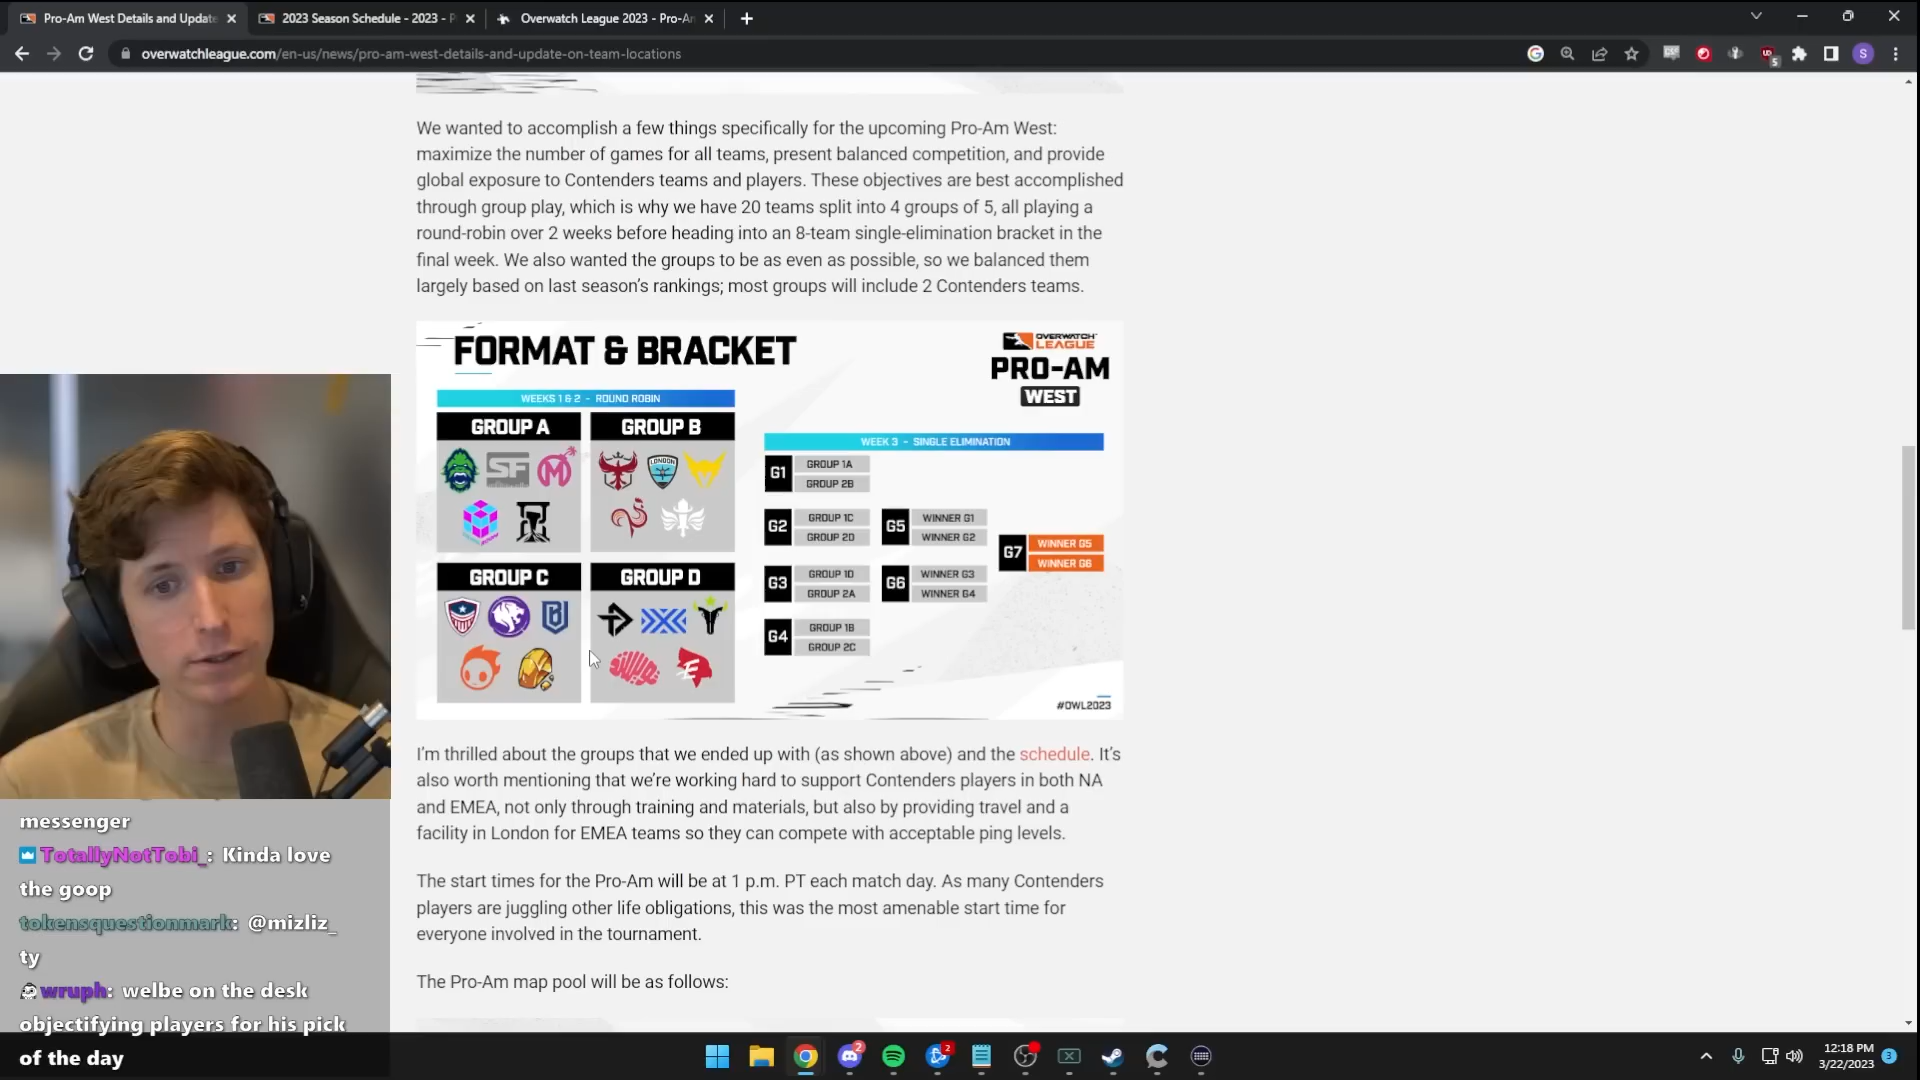 Pro-Am West Details and Update
2023 Season Schedule - 2023 - P
Overwatch League 2023 - Pro-Am
overwatchleague.com/en-us/news/pro-am-west-details-and-update-on-team-locations
S
5
We wanted to accomplish a few things specifically for the upcoming Pro-Am West:
maximize the number of games for all teams, present balanced competition, and provide
global exposure to Contenders teams and players. These objectives are best accomplished
through group play, which is why we have 20 teams split into 4 groups of 5, all playing a
round-robin over 2 weeks before heading into an 8-team single-elimination bracket in the
final week. We also wanted the groups to be as even as possible, so we balanced them
largely based on last season's rankings; most groups will include 2 Contenders teams.
FORMAT & BRACKET
OVERWATCH
LEAGUE
PRO-AM
WEST
WEEKS 1 & 2 - ROUND ROBIN
GROUP A
GROUP B
SF
M
LONDON
GROUP C
GROUP D
WEEK 3 - SINGLE ELIMINATION
G1
GROUP 1A
GROUP 2B
G2
GROUP 1C
GROUP 2D
G3
GROUP 1D
GROUP 2A
G4
GROUP 1B
GROUP 2C
G5
WINNER G1
WINNER G2
G6
WINNER G3
WINNER G4
G7
WINNER G5
WINNER G6
#OWL2023
I'm thrilled about the groups that we ended up with (as shown above) and the schedule. It's
also worth mentioning that we're working hard to support Contenders players in both NA
and EMEA, not only through training and materials, but also by providing travel and a
facility in London for EMEA teams so they can compete with acceptable ping levels.
The start times for the Pro-Am will be at 1 p.m. PT each match day. As many Contenders
players are juggling other life obligations, this was the most amenable start time for
everyone involved in the tournament.
The Pro-Am map pool will be as follows:
messenger
TotallyNotTobi_: Kinda love
the goop
tokensquestionmark: @mizliz_
ty
wruph: welbe on the desk
objectifying players for his pick
of the day
2
2
12:18 PM
3/22/2023
3